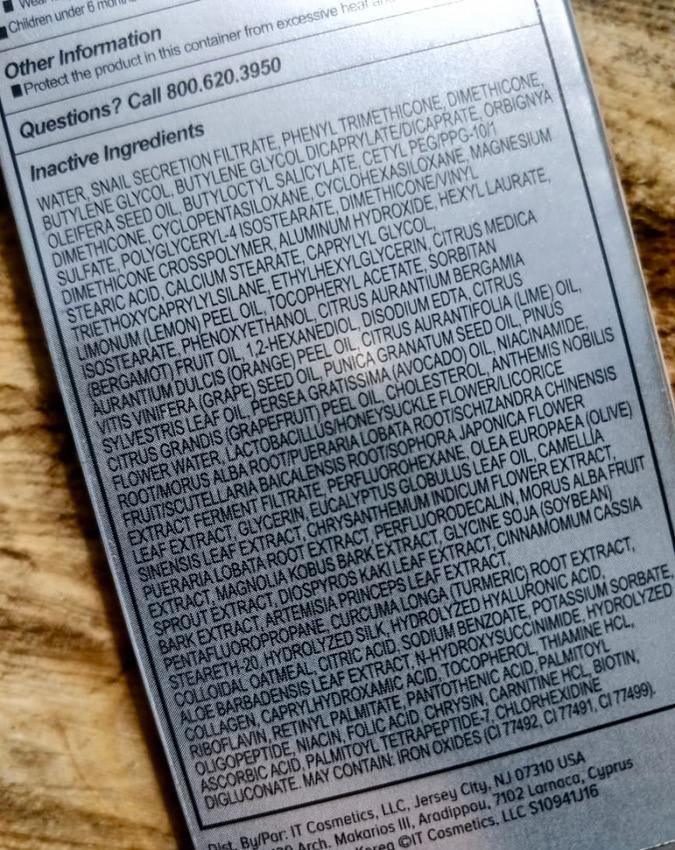 ■ Wear
■ Children under 6 months
Other Information
■ Protect the product in this container from excessive heat and
Questions? Call 800.620.3950
Inactive Ingredients
WATER, SNAIL SECRETION FILTRATE, PHENYL TRIMETHICONE, DIMETHICONE,
BUTYLENE GLYCOL, BUTYLENE GLYCOL DICAPRYLATE/DICAPRATE, ORBIGNYA
OLEIFERA SEED OIL, BUTYLOCTYL SALICYLATE, CETYL PEG/PPG-10/1
DIMETHICONE, CYCLOPENTASILOXANE, CYCLOHEXASILOXANE, MAGNESIUM
SULFATE, POLYGLYCERYL-4 ISOSTEARATE, DIMETHICONE/VINYL
DIMETHICONE CROSSPOLYMER, ALUMINUM HYDROXIDE, HEXYL LAURATE,
STEARIC ACID, CALCIUM STEARATE, CAPRYLYL GLYCOL,
TRIETHOXYCAPRYLYLSILANE, ETHYLHEXYLGLYCERIN, CITRUS MEDICA
LIMONUM (LEMON) PEEL OIL, TOCOPHERYL ACETATE, SORBITAN
ISOSTEARATE, PHENOXYETHANOL, CITRUS AURANTIUM BERGAMIA
(BERGAMOT) FRUIT OIL, 1,2-HEXANEDIOL, DISODIUM EDTA, CITRUS
AURANTIUM DULCIS (ORANGE) PEEL OIL, CITRUS AURANTIFOLIA (LIME) OIL,
VITIS VINIFERA (GRAPE) SEED OIL, PUNICA GRANATUM SEED OIL, PINUS
SYLVESTRIS LEAF OIL, PERSEA GRATISSIMA (AVOCADO) OIL, NIACINAMIDE,
CITRUS GRANDIS (GRAPEFRUIT) PEEL OIL, CHOLESTEROL, ANTHEMIS NOBILIS
FLOWER WATER, LACTOBACILLUS/HONEYSUCKLE FLOWER/LICORICE
ROOT/MORUS ALBA ROOT/PUERARIA LOBATA ROOT/SCHIZANDRA CHINENSIS
FRUIT/SCUTELLARIA BAICALENSIS ROOT/SOPHORA JAPONICA FLOWER
EXTRACT FERMENT FILTRATE, PERFLUOROHEXANE, OLEA EUROPAEA (OLIVE)
LEAF EXTRACT, GLYCERIN, EUCALYPTUS GLOBULUS LEAF OIL, CAMELLIA
SINENSIS LEAF EXTRACT, CHRYSANTHEMUM INDICUM FLOWER EXTRACT,
PUERARIA LOBATA ROOT EXTRACT, PERFLUORODECALIN, MORUS ALBA FRUIT
EXTRACT, MAGNOLIA KOBUS BARK EXTRACT, GLYCINE SOJA (SOYBEAN)
SPROUT EXTRACT, DIOSPYROS KAKI LEAF EXTRACT, CINNAMOMUM CASSIA
BARK EXTRACT, ARTEMISIA PRINCEPS LEAF EXTRACT,
PENTAFLUOROPROPANE, CURCUMA LONGA (TURMERIC) ROOT EXTRACT,
STEARETH-20, HYDROLYZED SILK, HYDROLYZED HYALURONIC ACID,
COLLOIDAL OATMEAL, CITRIC ACID, SODIUM BENZOATE, POTASSIUM SORBATE,
ALOE BARBADENSIS LEAF EXTRACT, N-HYDROXYSUCCINIMIDE, HYDROLYZED
COLLAGEN, CAPRYLHYDROXAMIC ACID, TOCOPHEROL, THIAMINE HCL,
RIBOFLAVIN, RETINYL PALMITATE, PANTOTHENIC ACID, PALMITOYL
OLIGOPEPTIDE, NIACIN, FOLIC ACID, CHRYSIN, CARNITINE HCL, BIOTIN,
ASCORBIC ACID, PALMITOYL TETRAPEPTIDE-7, CHLORHEXIDINE
DIGLUCONATE. MAY CONTAIN: IRON OXIDES (CI 77492, CI 77491, CI 77499).
Dist. By/Par: IT Cosmetics, LLC, Jersey City, NJ 07310 USA
Arch. Makarios III, Aradippou, 7102 Larnaca, Cyprus
Korea ©IT Cosmetics, LLC S10941J16